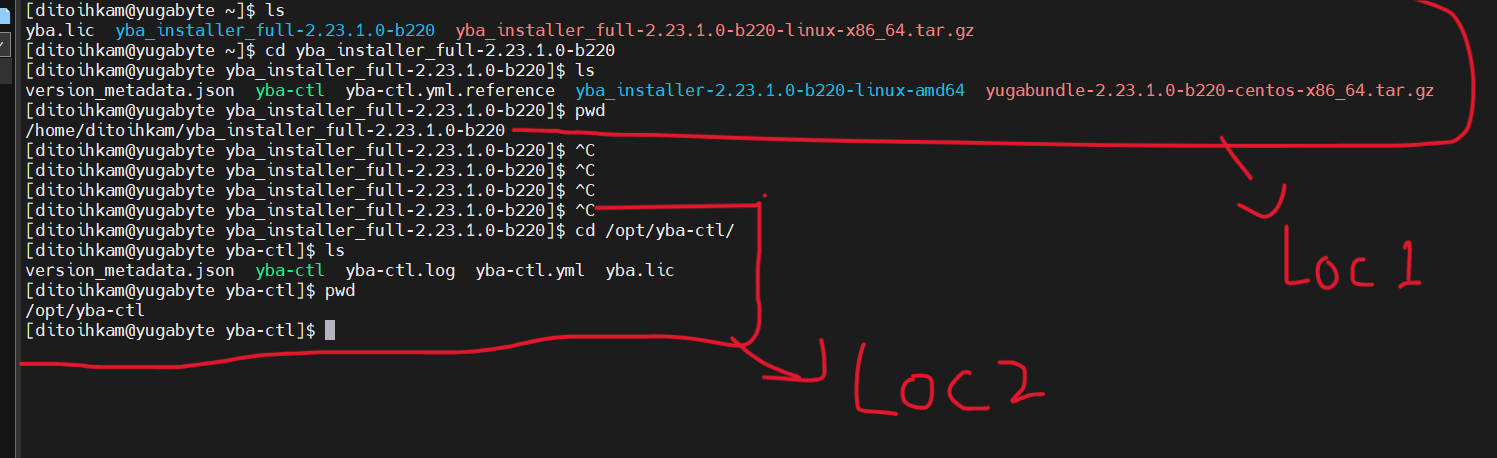 [ditoihkam@yugabyte ~]$ ls
yba.lic  yba_installer_full-2.23.1.0-b220  yba_installer_full-2.23.1.0-b220-linux-x86_64.tar.gz
[ditoihkam@yugabyte ~]$ cd yba_installer_full-2.23.1.0-b220
[ditoihkam@yugabyte yba_installer_full-2.23.1.0-b220]$ ls
version_metadata.json  yba-ctl  yba-ctl.yml.reference  yba_installer-2.23.1.0-b220-linux-amd64  yugabundle-2.23.1.0-b220-centos-x86_64.tar.gz
[ditoihkam@yugabyte yba_installer_full-2.23.1.0-b220]$ pwd
/home/ditoihkam/yba_installer_full-2.23.1.0-b220
[ditoihkam@yugabyte yba_installer_full-2.23.1.0-b220]$ ^C
[ditoihkam@yugabyte yba_installer_full-2.23.1.0-b220]$ ^C
[ditoihkam@yugabyte yba_installer_full-2.23.1.0-b220]$ ^C
[ditoihkam@yugabyte yba_installer_full-2.23.1.0-b220]$ ^C
[ditoihkam@yugabyte yba_installer_full-2.23.1.0-b220]$ cd /opt/yba-ctl/
[ditoihkam@yugabyte yba-ctl]$ ls
version_metadata.json  yba-ctl  yba-ctl.log  yba-ctl.yml  yba.lic
[ditoihkam@yugabyte yba-ctl]$ pwd
/opt/yba-ctl
[ditoihkam@yugabyte yba-ctl]$
Loc 1
Loc 2